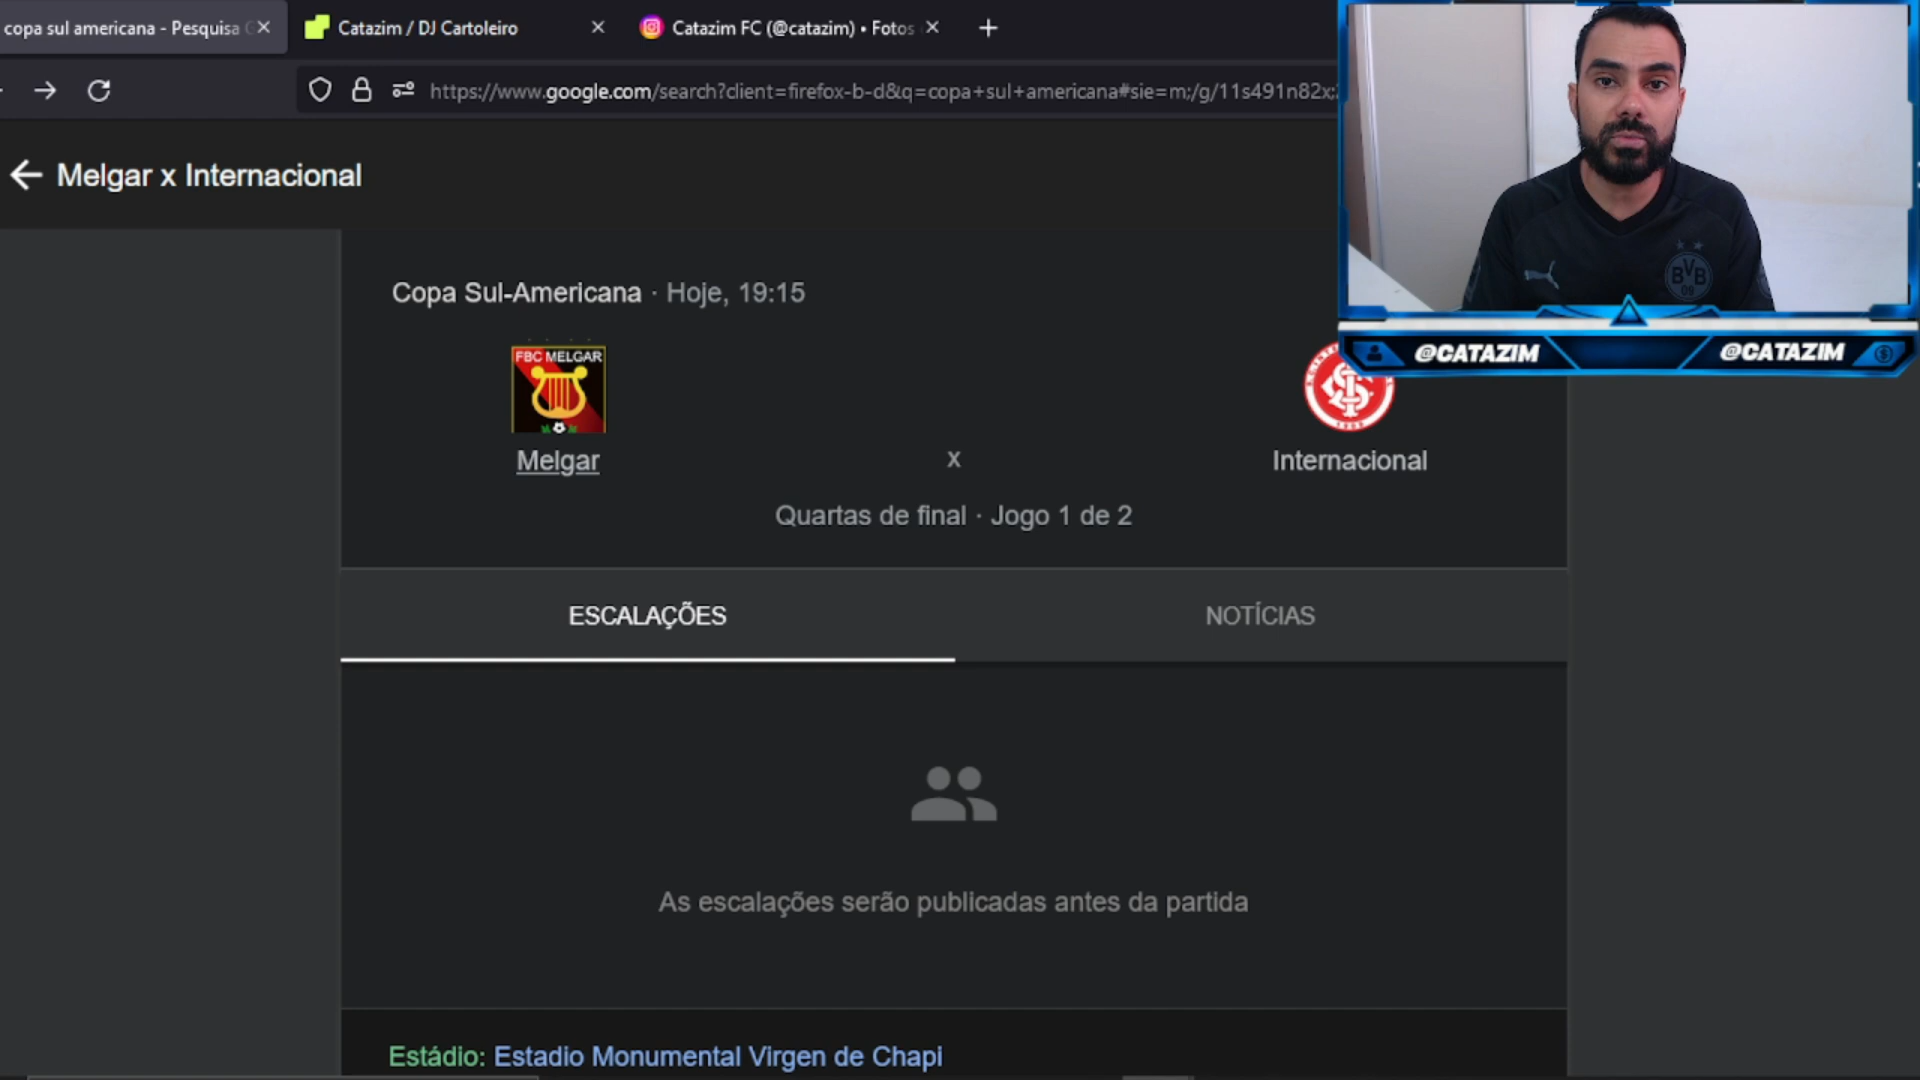 copa sul americana - Pesquisa
Catazim / DJ Cartoleiro
Catazim FC (@catazim) • Fotos
https://www.google.com/search?client=firefox-b-d&q=copa+sul+americana#sie=m;/g/11s491n82x;
Melgar x Internacional
BVB
09
Copa Sul-Americana · Hoje, 19:15
@CATAZIM
@CATAZIM
FBC MELGAR
Melgar
x
Internacional
Quartas de final · Jogo 1 de 2
ESCALAÇÕES
NOTÍCIAS
As escalações serão publicadas antes da partida
Estádio: Estadio Monumental Virgen de Chapi